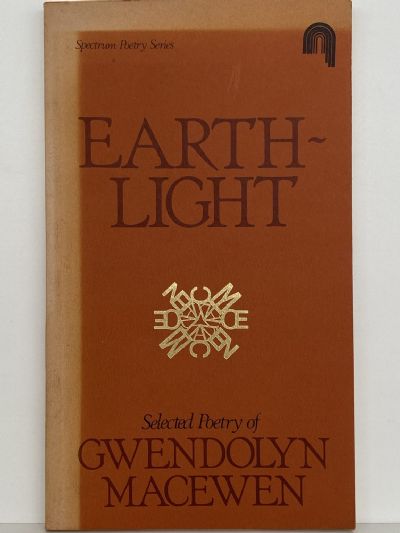 Spectrum Poetry Series
EARTH~
LIGHT
Selected Poetry of
GWENDOLYN
MACEWEN